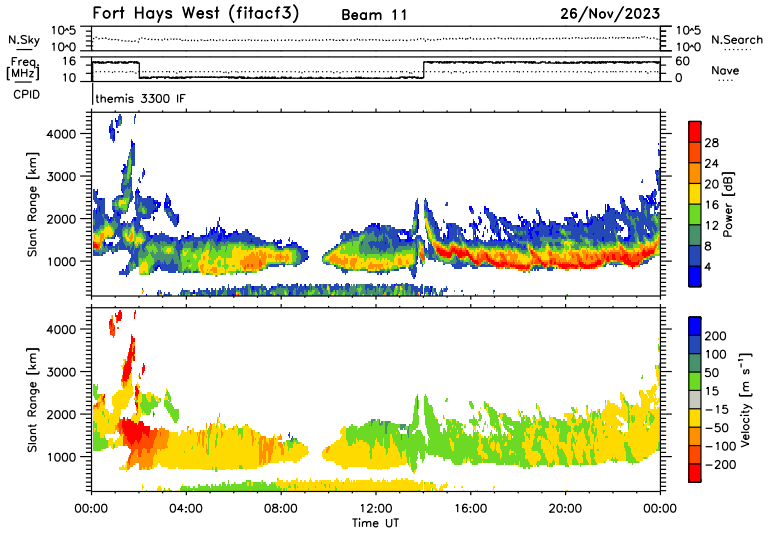 Fort Hays West (fitacf3) Beam 11 26/Nov/2023
N.Sky 10^5 10^0 10^5 10^0 N.Search
Freq. [MHz] 16 10 60 0 Nave
CPID themis 3300 IF
Slant Range [km]
4000
3000
2000
1000
28
24
20
16
12
8
4
Power [dB]
Slant Range [km]
4000
3000
2000
1000
200
100
50
15
-15
-50
-100
-200
Velocity [m s⁻¹]
00:00 04:00 08:00 12:00 16:00 20:00 00:00
Time UT